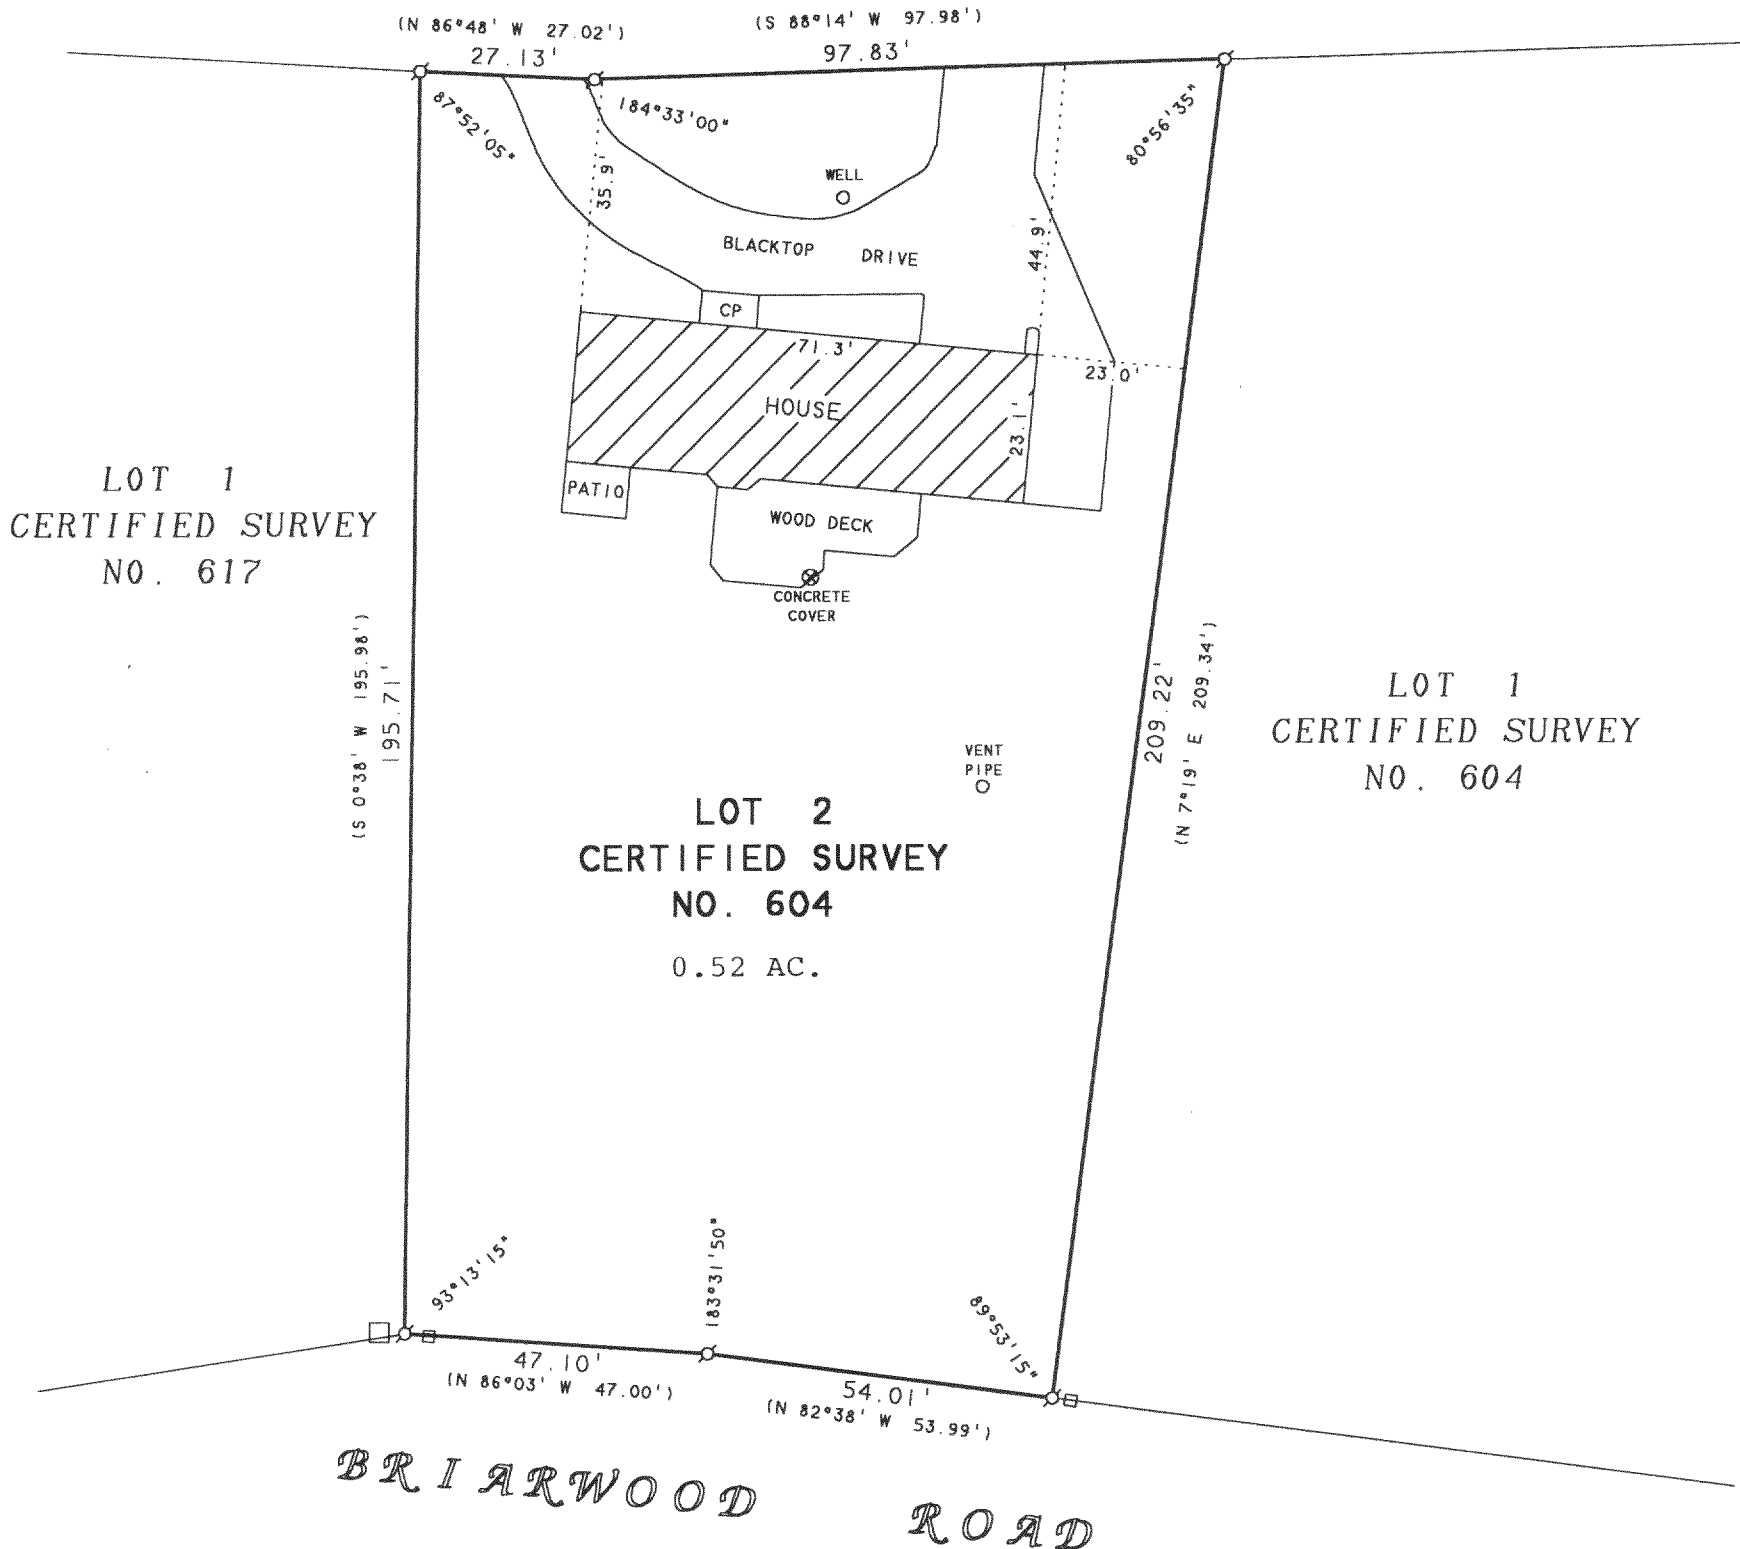 (N 86°48' W 27.02')
(S 88°14' W 97.98')
27.13'
97.83'
87°52'05"
184°33'00"
80°56'35"
35.9'
WELL
44.9'
BLACKTOP DRIVE
CP
71.3'
23.0'
HOUSE
23.1'
PATIO
WOOD DECK
CONCRETE
COVER
LOT 1
CERTIFIED SURVEY
NO. 617
(S 0°38' W 195.98')
195.71'
209.22'
(N 7°19' E 209.34')
LOT 1
CERTIFIED SURVEY
NO. 604
VENT
PIPE
LOT 2
CERTIFIED SURVEY
NO. 604
0.52 AC.
93°13'15"
183°31'50"
89°53'15"
47.10'
(N 86°03' W 47.00')
54.01'
(N 82°38' W 53.99')
BRIARWOOD ROAD